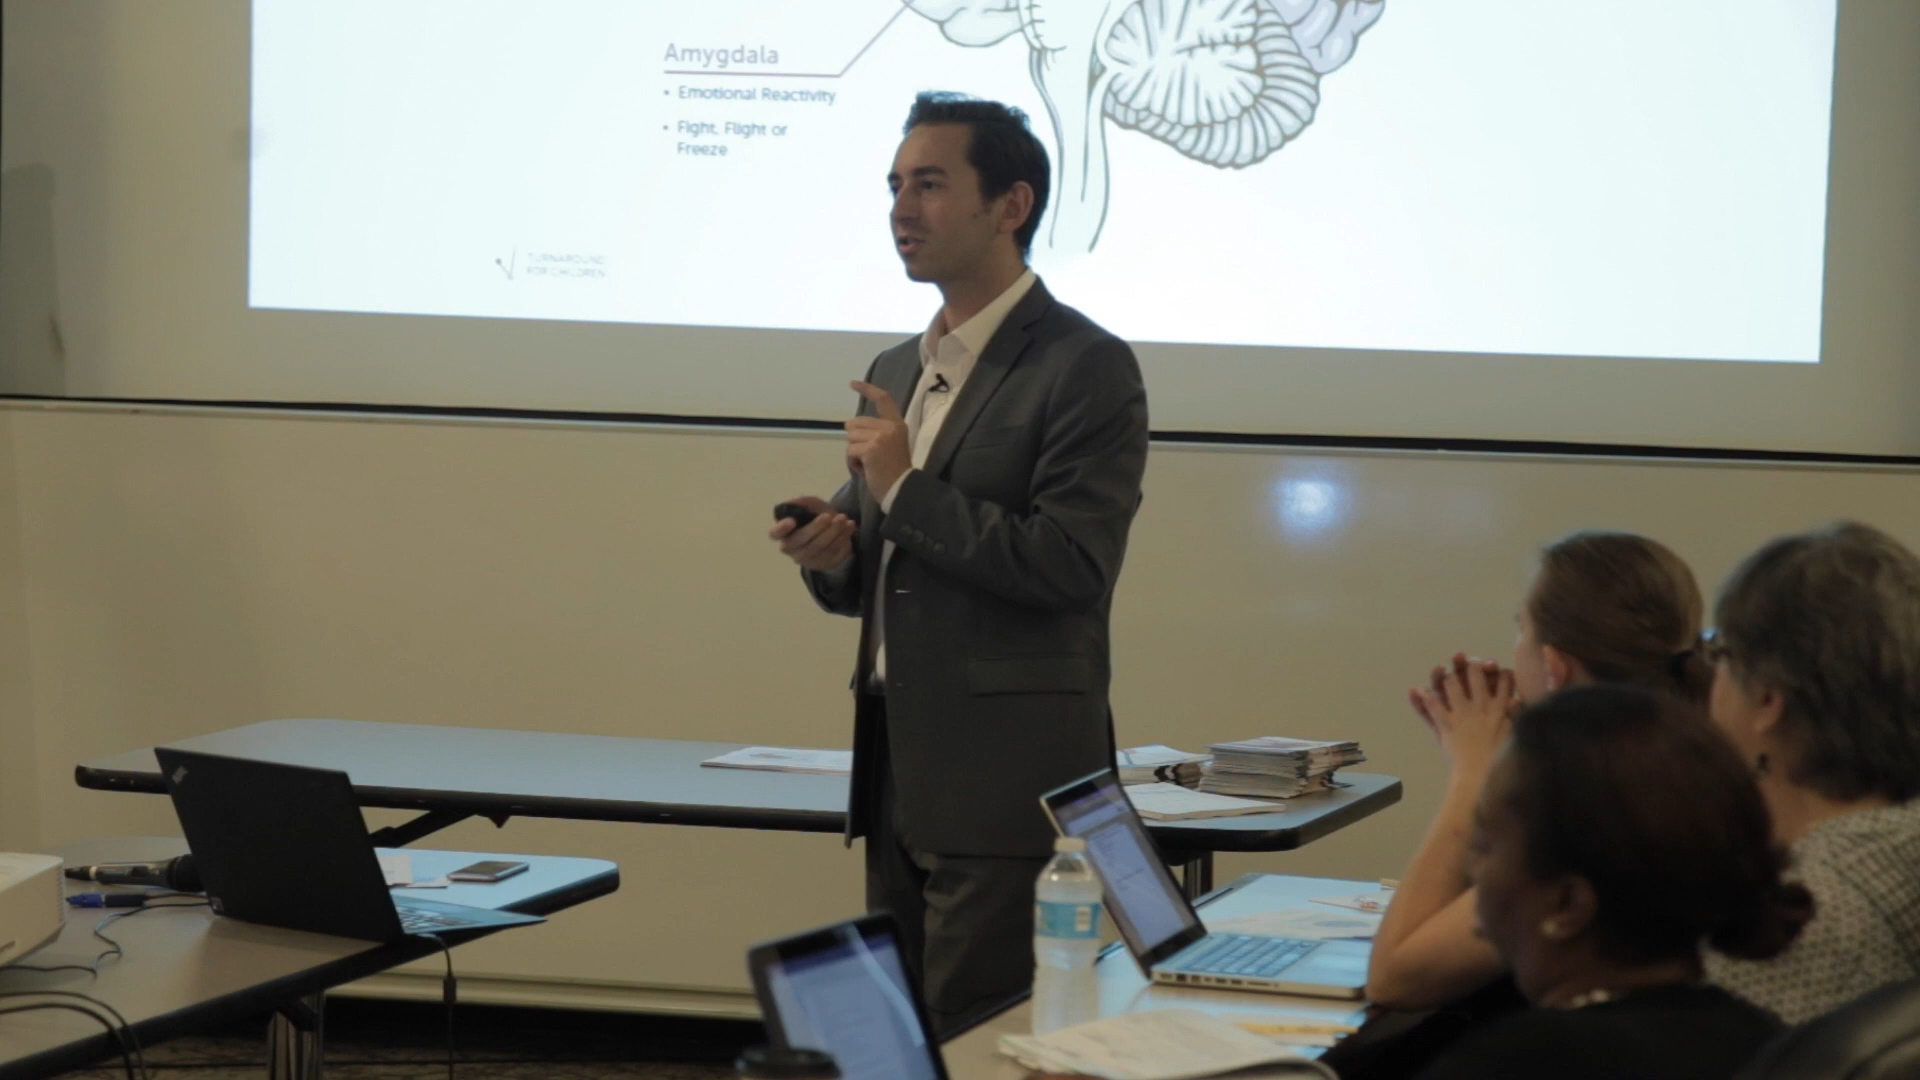 Amygdala
• Emotional Reactivity
• Fight, Flight or
Freeze
TURNAROUND
FOR CHILDREN